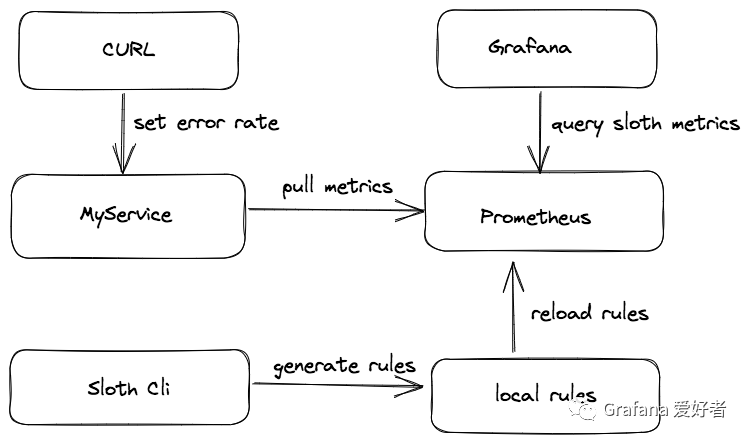 CURL
Grafana
set error rate
query sloth metrics
MyService
pull metrics
Prometheus
reload rules
Sloth Cli
generate rules
local rules
Grafana 爱好者